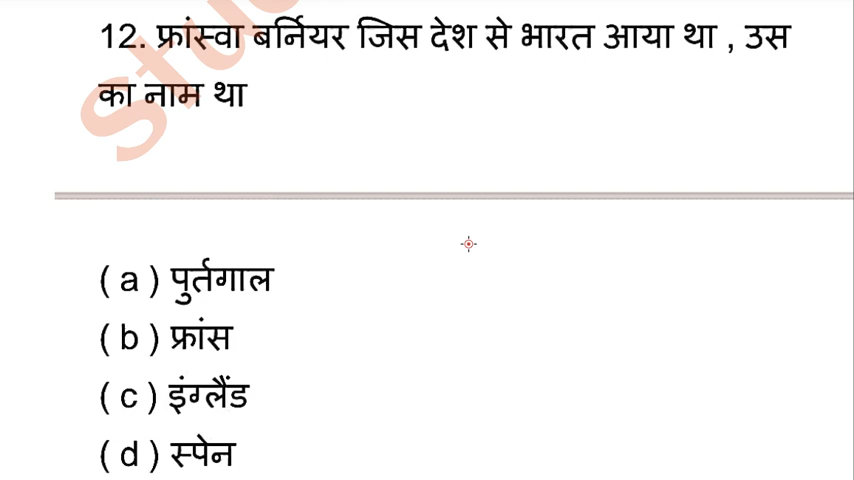 12. फ्रांस्वा बर्नियर जिस देश से भारत आया था , उस
का नाम था
( a ) पुर्तगाल
( b ) फ्रांस
( c ) इंग्लैंड
( d ) स्पेन